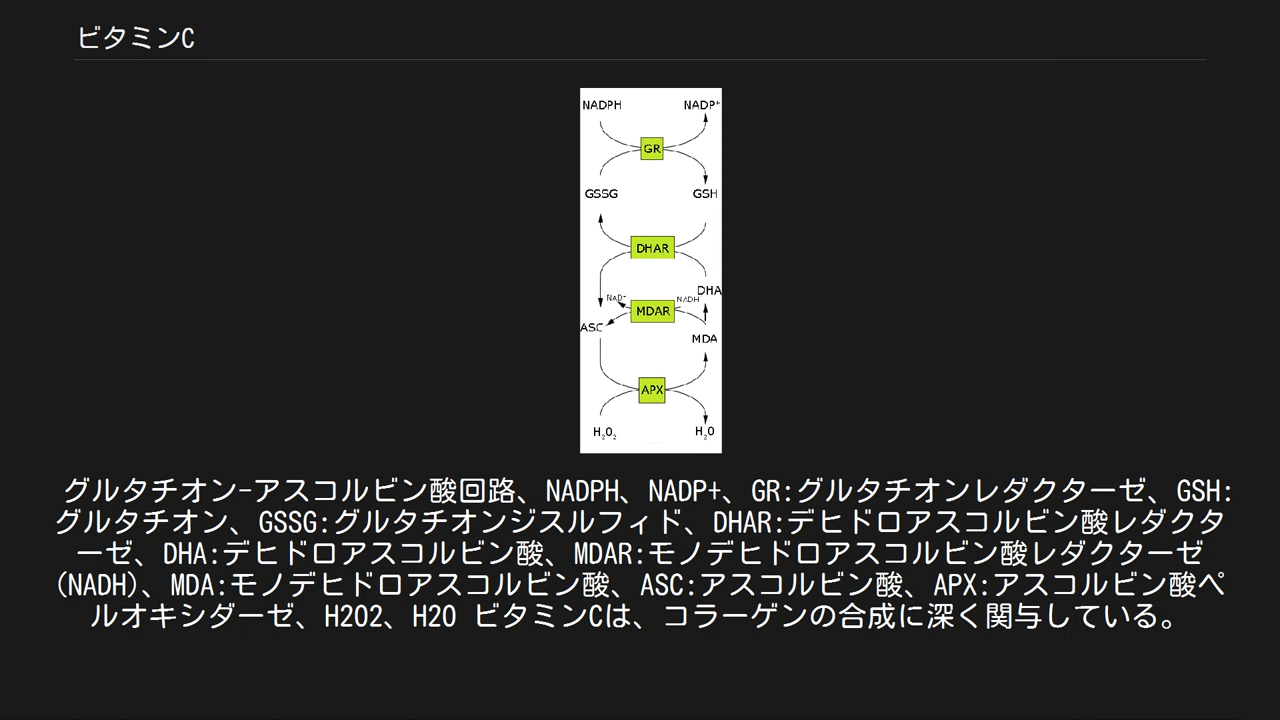 ビタミンC
NADPH NADP⁺
GR
GSSG GSH
DHAR
DHA
NAD⁺ NADH
MDAR
ASC
MDA
APX
H₂O₂ H₂O
グルタチオン-アスコルビン酸回路、NADPH、NADP+、GR:グルタチオンレダクターゼ、GSH:
グルタチオン、GSSG:グルタチオンジスルフィド、DHAR:デヒドロアスコルビン酸レダクタ
ーゼ、DHA:デヒドロアスコルビン酸、MDAR:モノデヒドロアスコルビン酸レダクターゼ
(NADH)、MDA:モノデヒドロアスコルビン酸、ASC:アスコルビン酸、APX:アスコルビン酸ペ
ルオキシダーゼ、H2O2、H2O ビタミンCは、コラーゲンの合成に深く関与している。